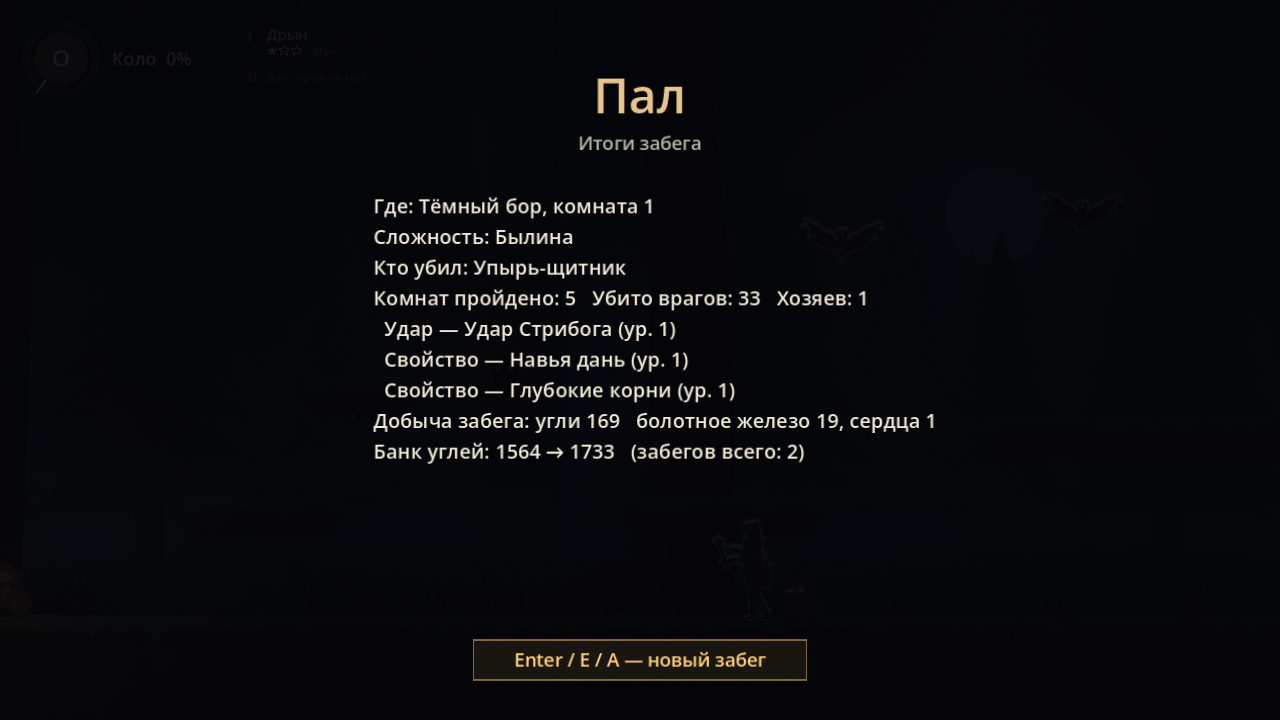 Дрын
★☆☆ Меч
О
Коло 0%
Пал
Итоги забега
Где: Тёмный бор, комната 1
Сложность: Былина
Кто убил: Упырь-щитник
Комнат пройдено: 5 Убито врагов: 33 Хозяев: 1
Удар — Удар Стрибога (ур. 1)
Свойство — Навья дань (ур. 1)
Свойство — Глубокие корни (ур. 1)
Добыча забега: угли 169 болотное железо 19, сердца 1
Банк углей: 1564 → 1733 (забегов всего: 2)
Enter / E / A — новый забег